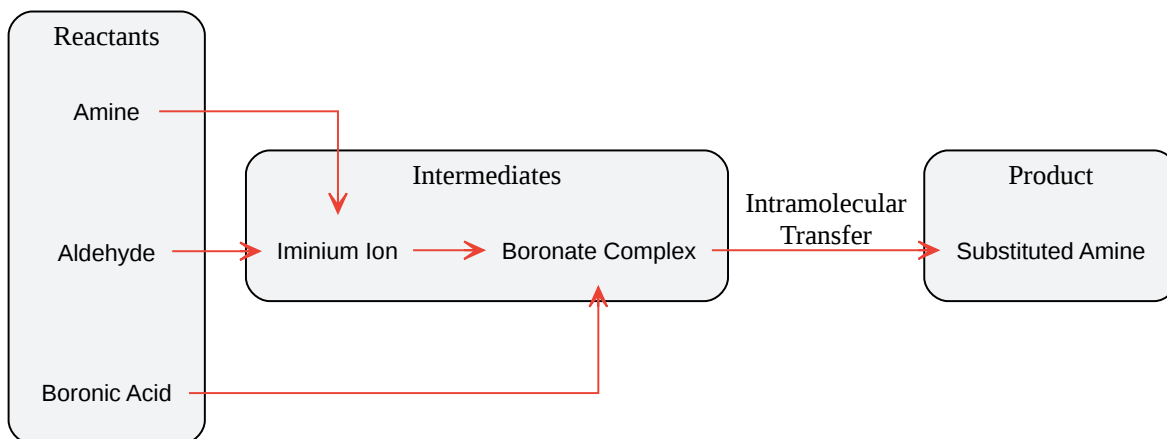 Reactants
Amine
Aldehyde
Boronic Acid
Intermediates
Iminium Ion
Boronate Complex
Intramolecular
Transfer
Product
Substituted Amine